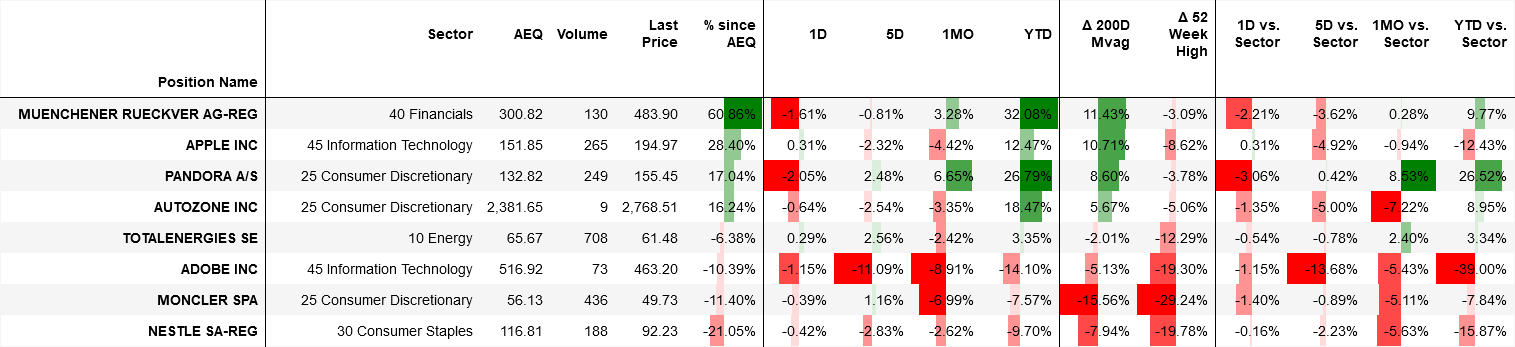 Position Name Sector AEQ Volume Last Price % since AEQ 1D 5D 1MO YTD Δ 200D Mvag Δ 52 Week High 1D vs. Sector 5D vs. Sector 1MO vs. Sector YTD vs. Sector
MUENCHENER RUECKVER AG-REG 40 Financials 300.82 130 483.90 60.86% -1.61% -0.81% 3.28% 32.08% 11.43% -3.09% -2.21% -3.62% 0.28% 9.77%
APPLE INC 45 Information Technology 151.85 265 194.97 28.40% 0.31% -2.32% -4.42% 12.47% 10.71% -8.62% 0.31% -4.92% -0.94% -12.43%
PANDORA A/S 25 Consumer Discretionary 132.82 249 155.45 17.04% -2.05% 2.48% 6.65% 26.79% 8.60% -3.78% -3.06% 0.42% 8.53% 26.52%
AUTOZONE INC 25 Consumer Discretionary 2,381.65 9 2,768.51 16.24% -0.64% -2.54% -3.35% 18.47% 5.67% -5.06% -1.35% -5.00% -7.22% 8.95%
TOTALENERGIES SE 10 Energy 65.67 708 61.48 -6.38% 0.29% 2.56% -2.42% 3.35% -2.01% -12.29% -0.54% -0.78% 2.40% 3.34%
ADOBE INC 45 Information Technology 516.92 73 463.20 -10.39% -1.15% -11.09% -8.91% -14.10% -5.13% -19.30% -1.15% -13.68% -5.43% -39.00%
MONCLER SPA 25 Consumer Discretionary 56.13 436 49.73 -11.40% -0.39% 1.16% -6.99% -7.57% -15.56% -29.24% -1.40% -0.89% -5.11% -7.84%
NESTLE SA-REG 30 Consumer Staples 116.81 188 92.23 -21.05% -0.42% -2.83% -2.62% -9.70% -7.94% -19.78% -0.16% -2.23% -5.63% -15.87%